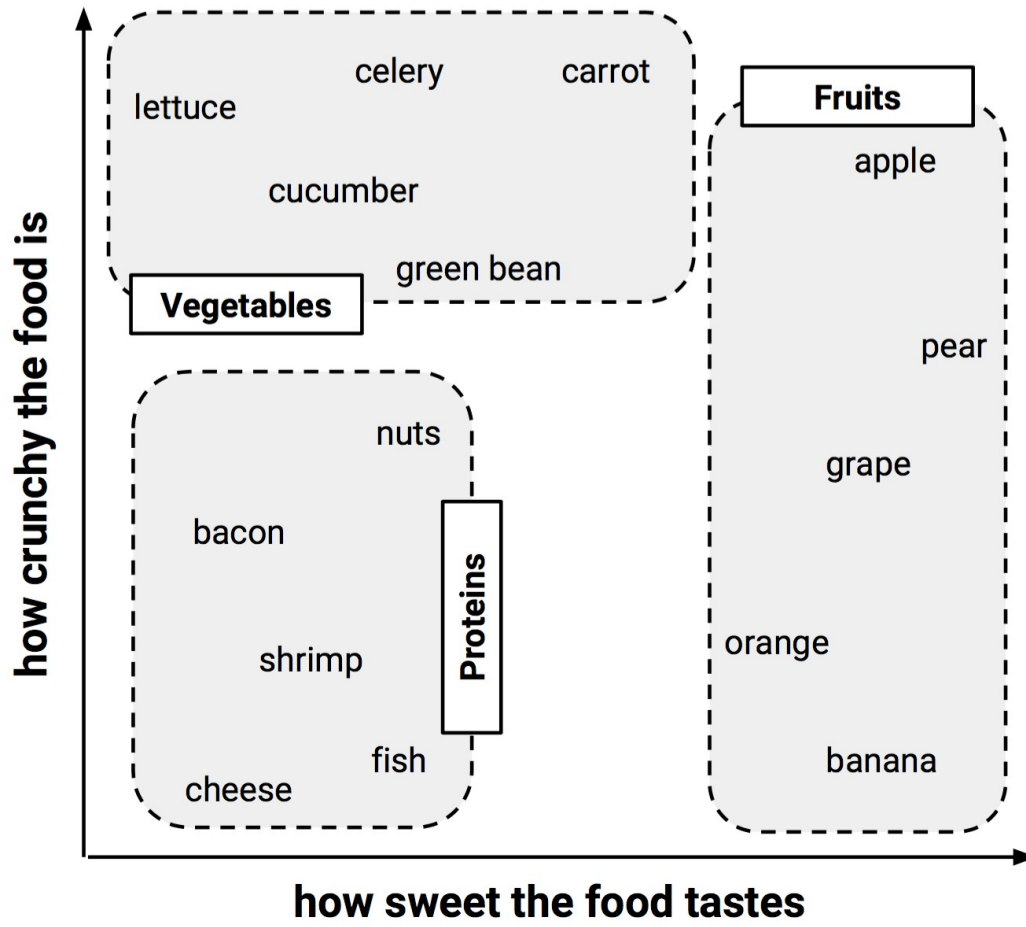 celery
carrot
lettuce
Fruits
apple
cucumber
green bean
Vegetables
pear
nuts
grape
bacon
Proteins
orange
shrimp
fish
banana
cheese
how crunchy the food is
how sweet the food tastes